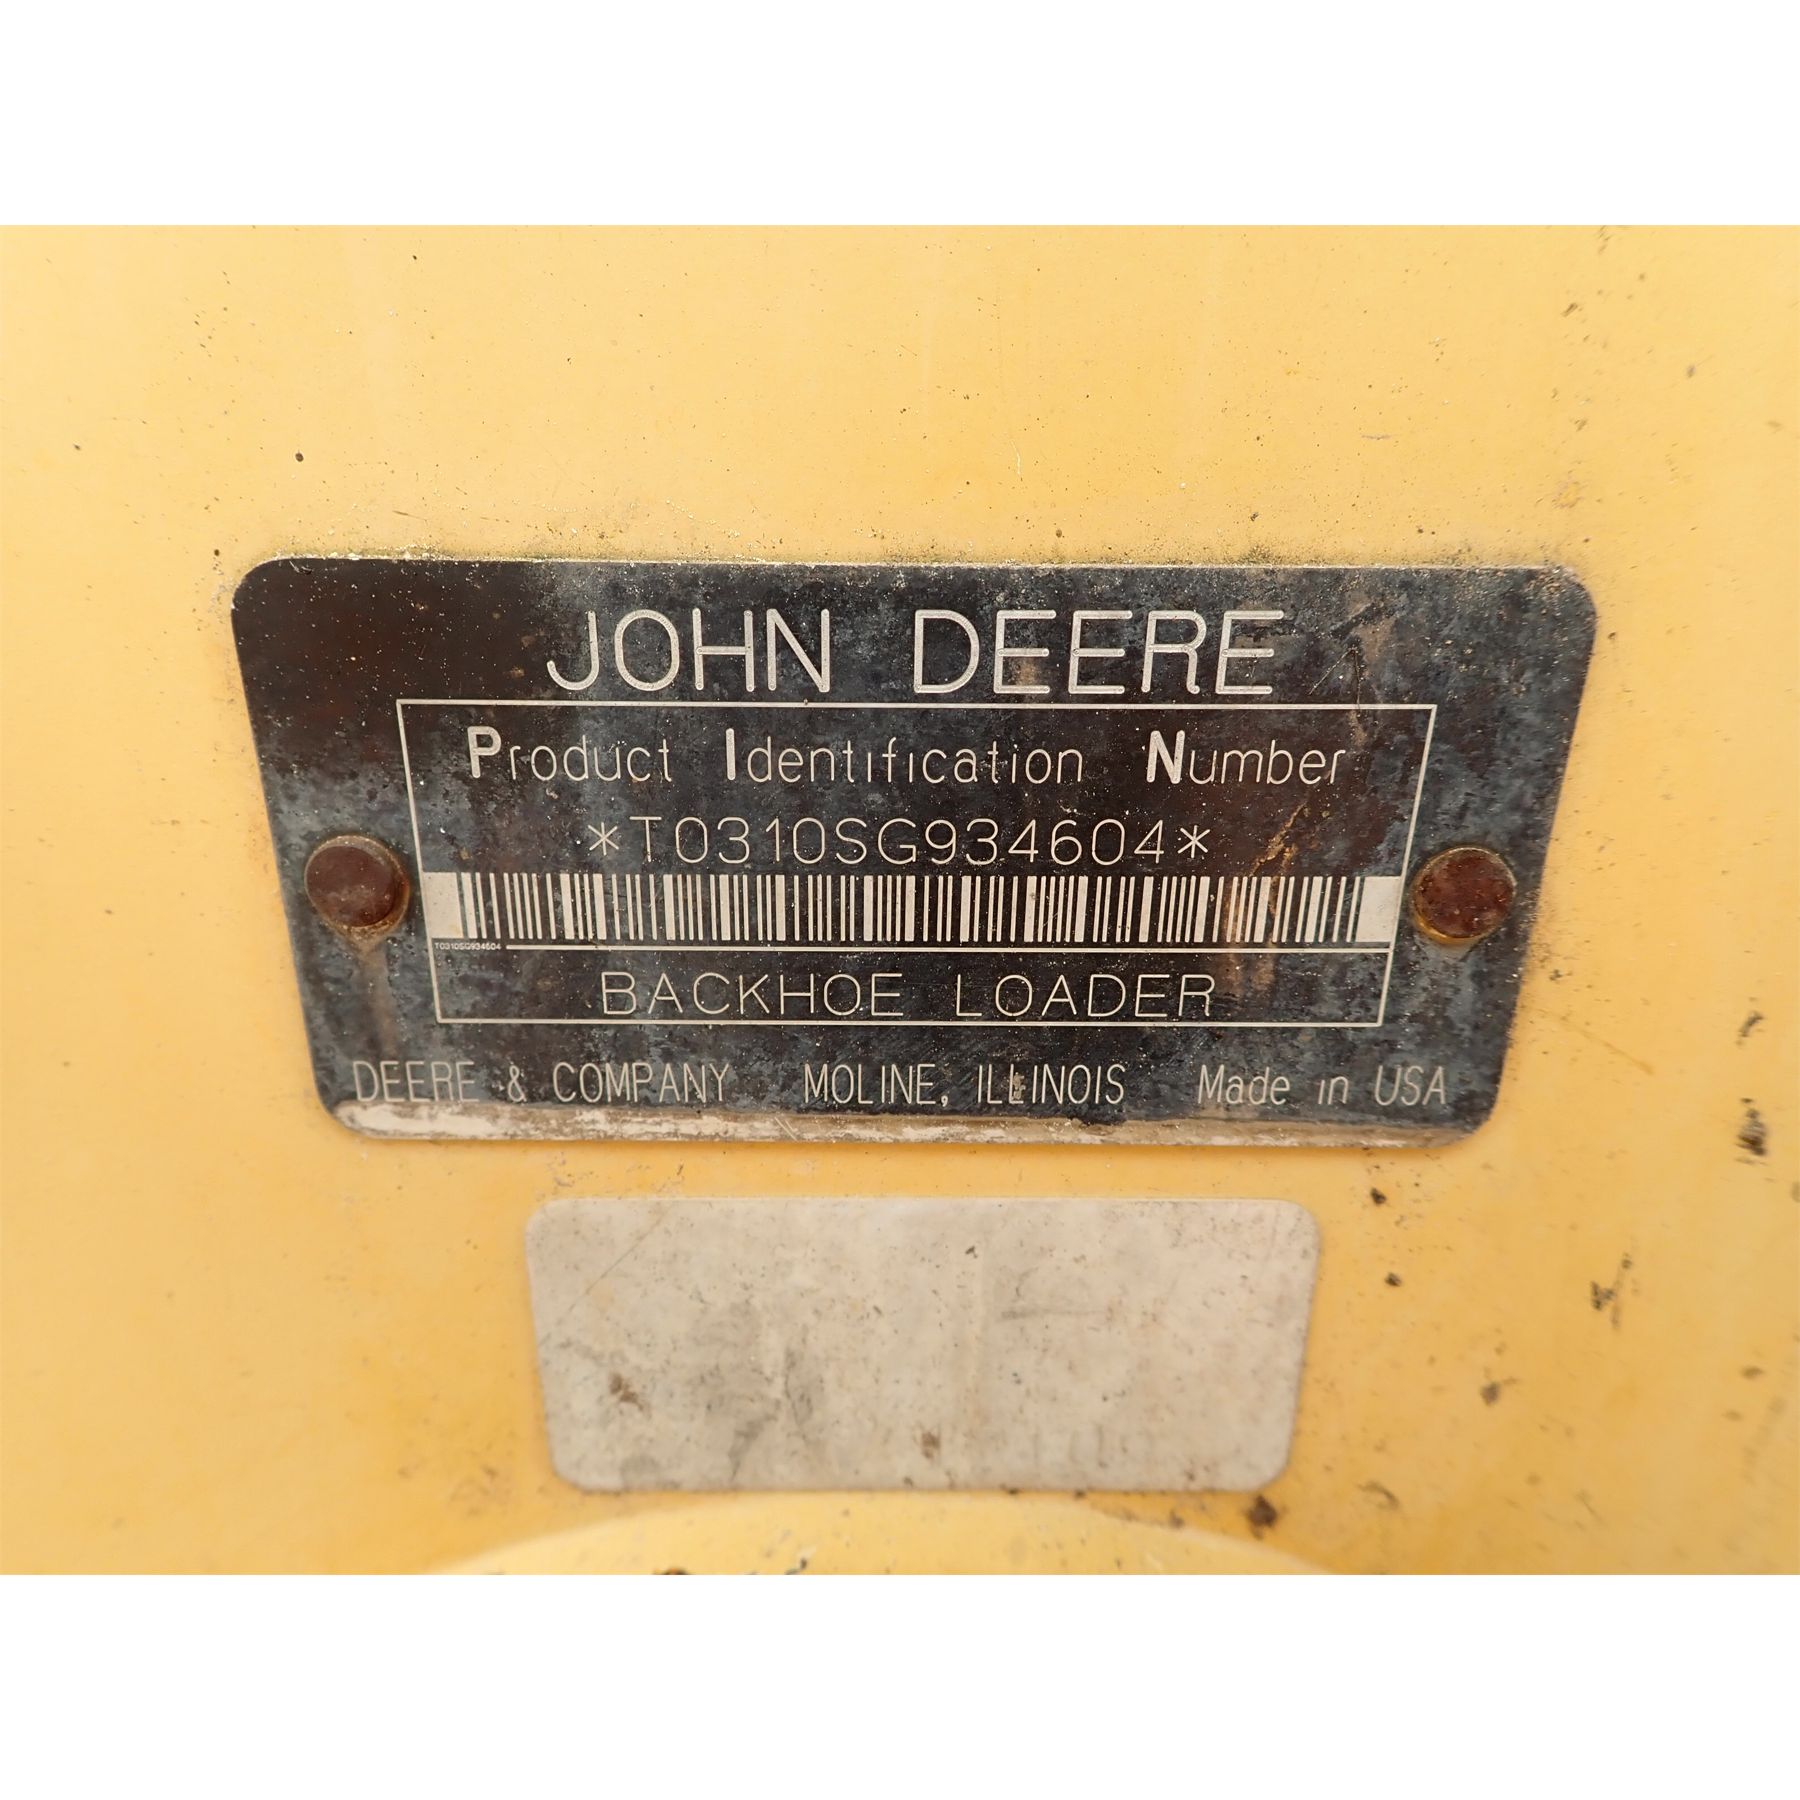 JOHN DEERE
Product Identification Number
*T0310SG934604*
T0310SG934604
BACKHOE LOADER
DEERE & COMPANY MOLINE, ILLINOIS Made in USA